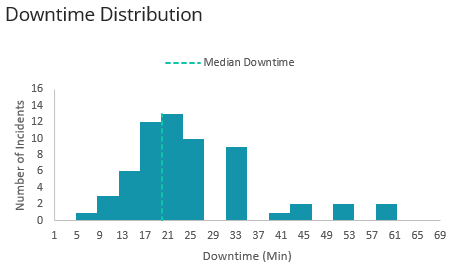 Downtime Distribution
Median Downtime
Number of Incidents
16
14
12
10
8
6
4
2
0
1 5 9 13 17 21 25 29 33 37 41 45 49 53 57 61 65 69
Downtime (Min)